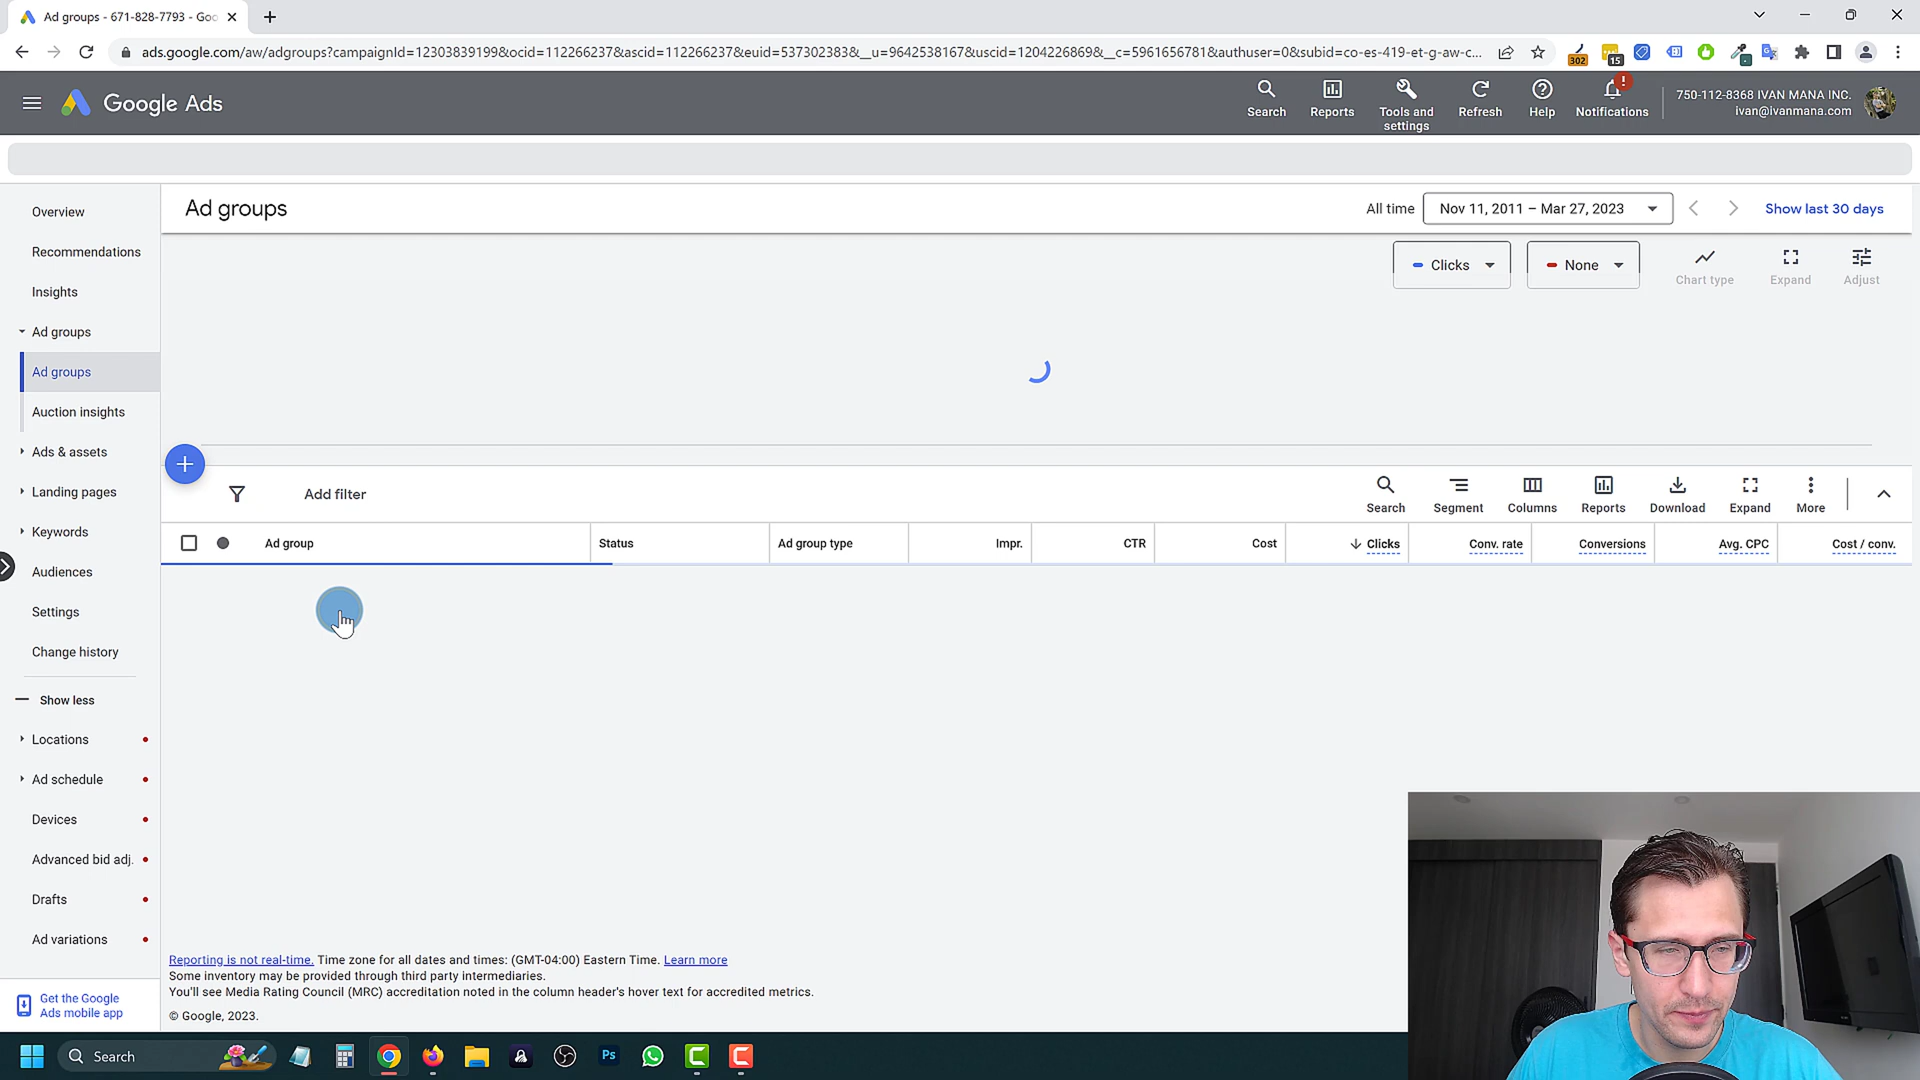 Ad groups - 671-828-7793 - Goo
ads.google.com/aw/adgroups?campaignId=12303839199&ocid=112266237&ascid=112266237&euid=537302383&__u=9642538167&uscid=1204226869&__c=5961656781&authuser=0&subid=co-es-419-et-g-aw-c...
302
15
Google Ads
Search
Reports
Tools and settings
Refresh
Help
Notifications
750-112-8368 IVAN MANA INC.
ivan@ivanmana.com
Overview
Recommendations
Insights
Ad groups
Ad groups
Auction insights
Ads & assets
Landing pages
Keywords
Audiences
Settings
Change history
Show less
Locations
Ad schedule
Devices
Advanced bid adj.
Drafts
Ad variations
Get the Google
Ads mobile app
Ad groups
All time
Nov 11, 2011 – Mar 27, 2023
Show last 30 days
Clicks
None
Chart type
Expand
Adjust
Add filter
Search
Segment
Columns
Reports
Download
Expand
More
Ad group
Status
Ad group type
Impr.
CTR
Cost
Clicks
Conv. rate
Conversions
Avg. CPC
Cost / conv.
Reporting is not real-time. Time zone for all dates and times: (GMT-04:00) Eastern Time. Learn more
Some inventory may be provided through third party intermediaries.
You'll see Media Rating Council (MRC) accreditation noted in the column header's hover text for accredited metrics.
© Google, 2023.
Search
Ps